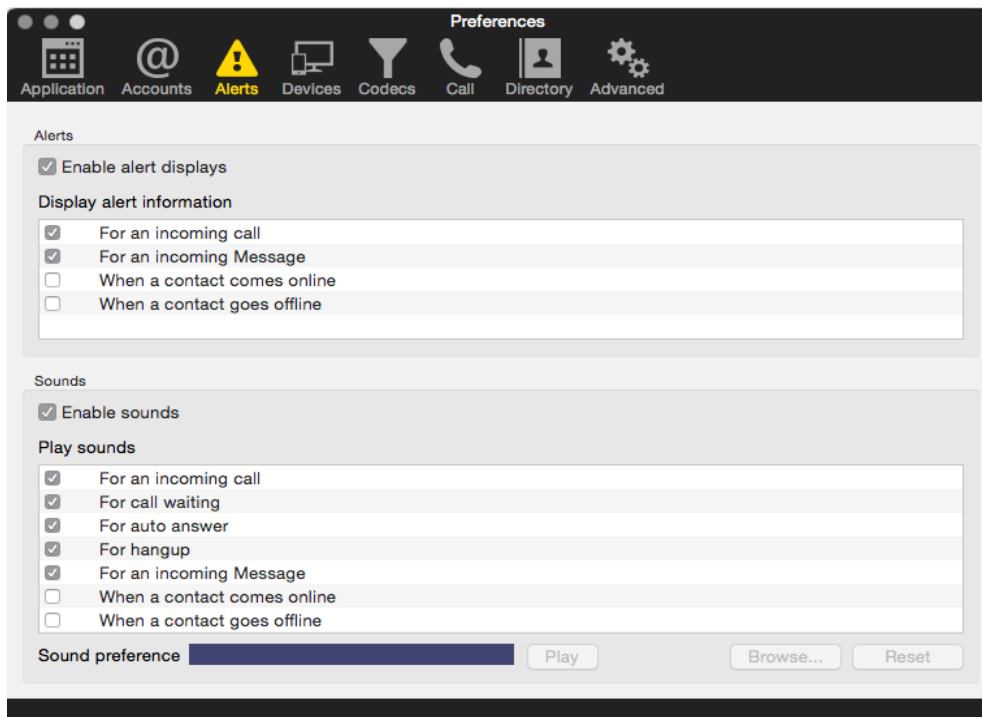 Preferences
Application Accounts Alerts Devices Codecs Call Directory Advanced
Alerts
Enable alert displays
Display alert information
For an incoming call
For an incoming Message
When a contact comes online
When a contact goes offline
Sounds
Enable sounds
Play sounds
For an incoming call
For call waiting
For auto answer
For hangup
For an incoming Message
When a contact comes online
When a contact goes offline
Sound preference Play Browse... Reset